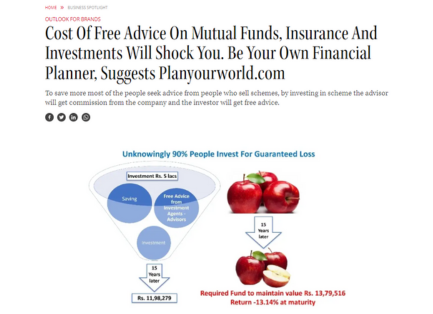 HOME » BUSINESS SPOTLIGHT
OUTLOOK FOR BRANDS
Cost Of Free Advice On Mutual Funds, Insurance And
Investments Will Shock You. Be Your Own Financial
Planner, Suggests Planyourworld.com
To save more most of the people seek advice from people who sell schemes, by investing in scheme the advisor
will get commission from the company and the investor will get free advice.
Unknowingly 90% People Invest For Guaranteed Loss
Investment Rs. 5 lacs
Saving
Free Advice
from
Investment
Agents -
Advisors
Investment
15
Years
later
Rs. 11,98,279
15
Years
later
Required Fund to maintain value Rs. 13,79,516
Return -13.14% at maturity